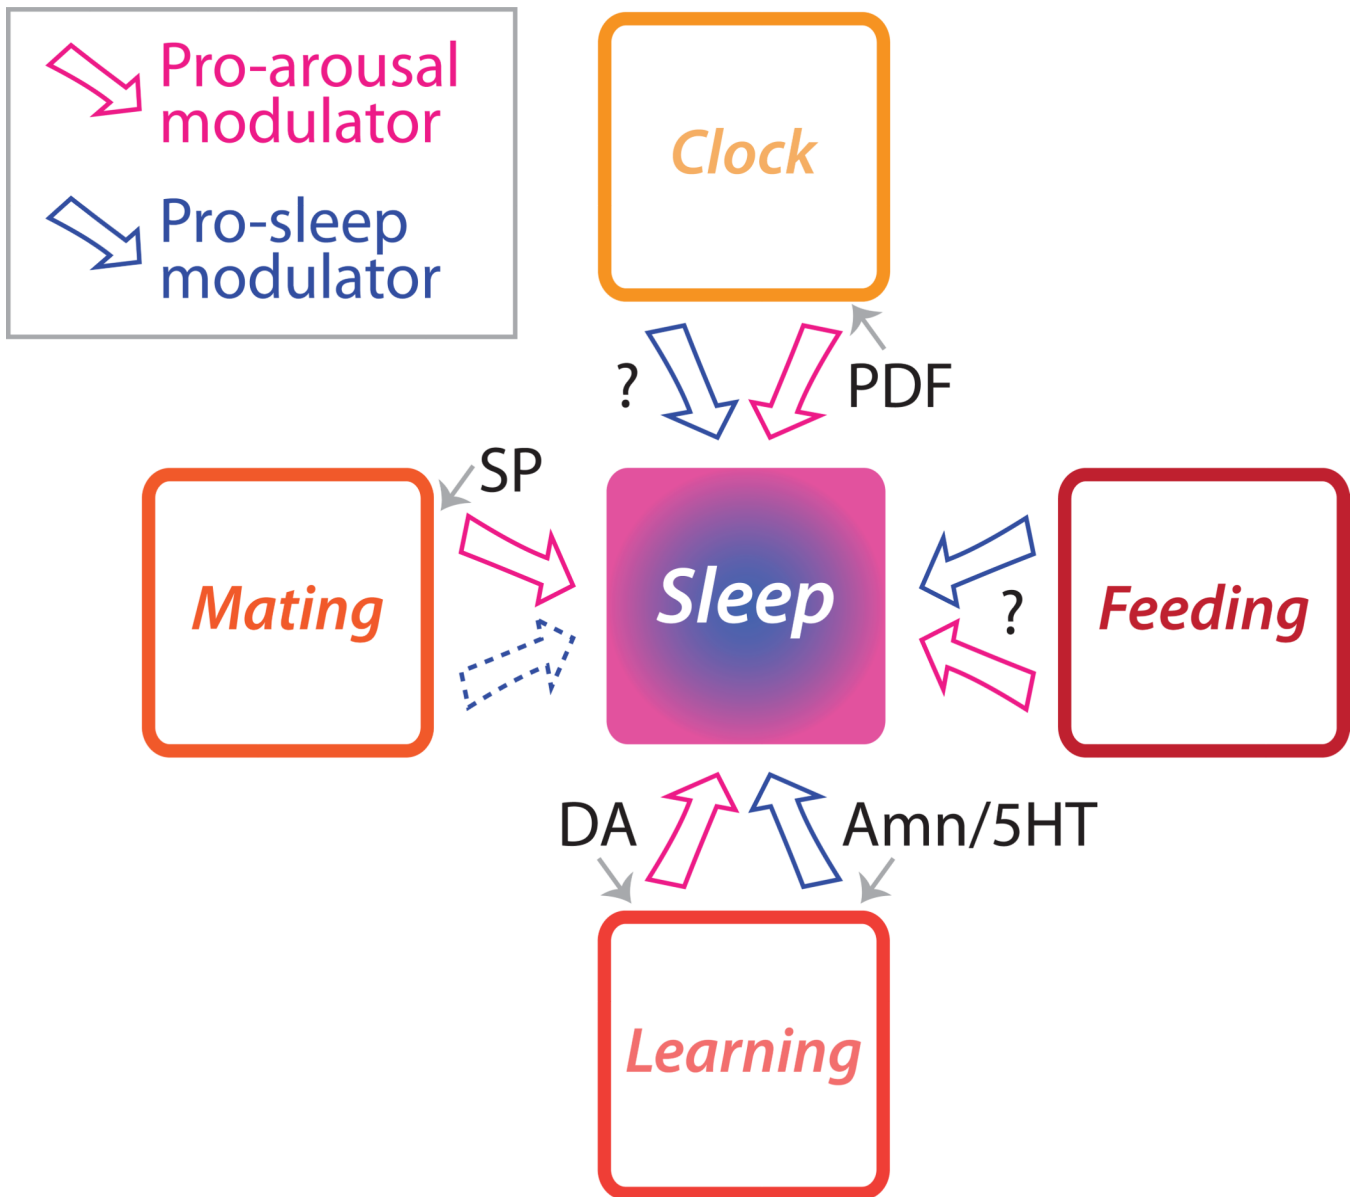 Pro-arousal
modulator
Pro-sleep
modulator
Clock
?
PDF
SP
Mating
Sleep
?
Feeding
DA
Amn/5HT
Learning